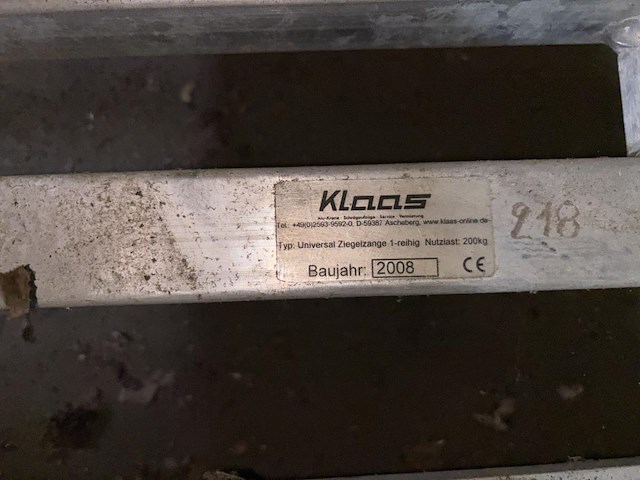 Klaas
Alu-Krane · Schrägaufzüge · Service · Vermietung
Tel.: +49(0)2593-9592-0, D-59387 Ascheberg, www.klaas-online.de
Typ: Universal Ziegelzange 1-reihig Nutzlast: 200kg
Baujahr: 2008 CE
218